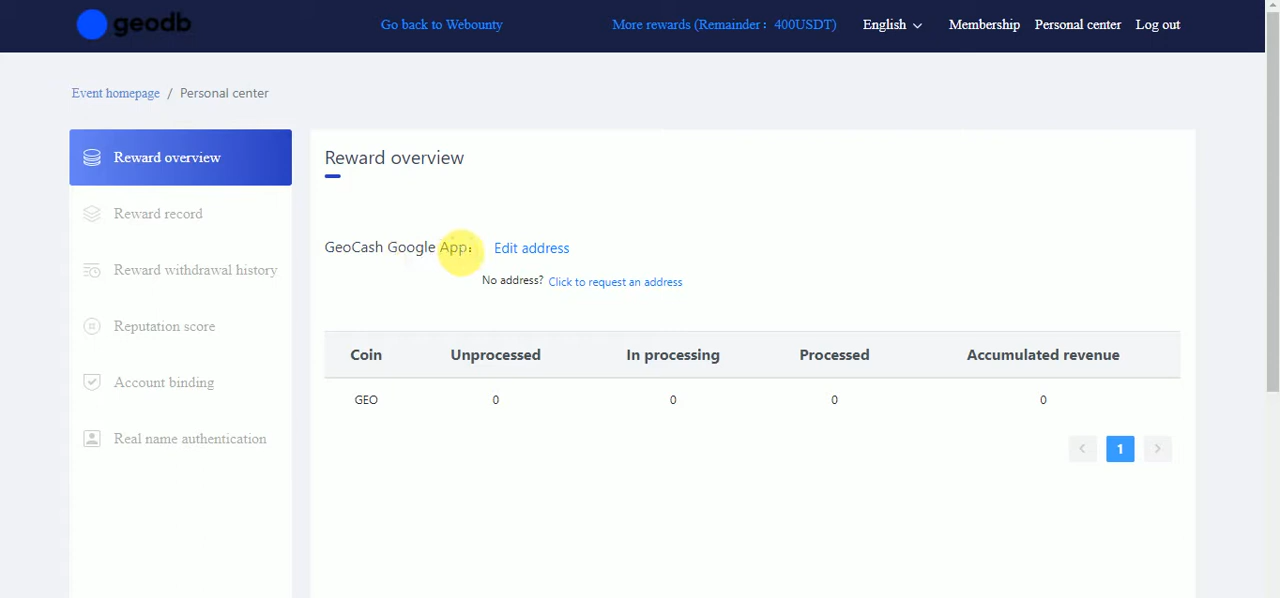 geodb
Go back to Webounty
More rewards (Remainder：400USDT)
English
Membership
Personal center
Log out
Event homepage / Personal center
Reward overview
Reward record
Reward withdrawal history
Reputation score
Account binding
Real name authentication
Reward overview
GeoCash Google App： Edit address
No address? Click to request an address
Coin Unprocessed In processing Processed Accumulated revenue
GEO 0 0 0 0
< 1 >